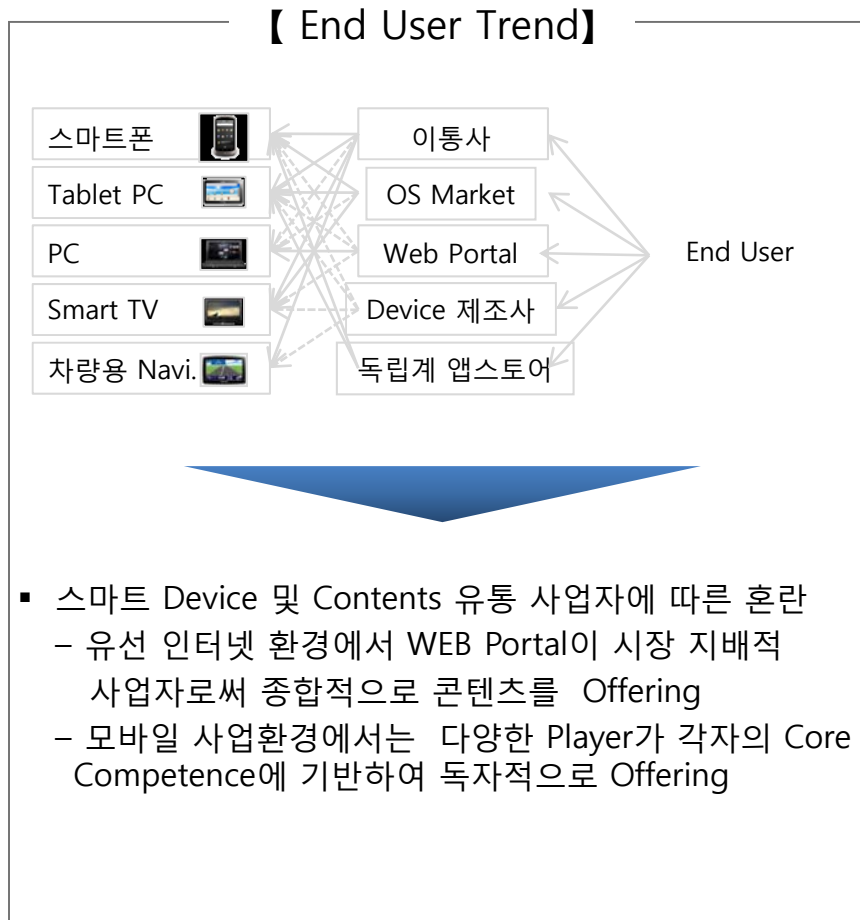 【 End User Trend】
스마트폰
이통사
Tablet PC
OS Market
PC
Web Portal
End User
Smart TV
Device 제조사
차량용 Navi.
독립계 앱스토어
▪ 스마트 Device 및 Contents 유통 사업자에 따른 혼란
– 유선 인터넷 환경에서 WEB Portal이 시장 지배적
사업자로써 종합적으로 콘텐츠를 Offering
– 모바일 사업환경에서는 다양한 Player가 각자의 Core
Competence에 기반하여 독자적으로 Offering